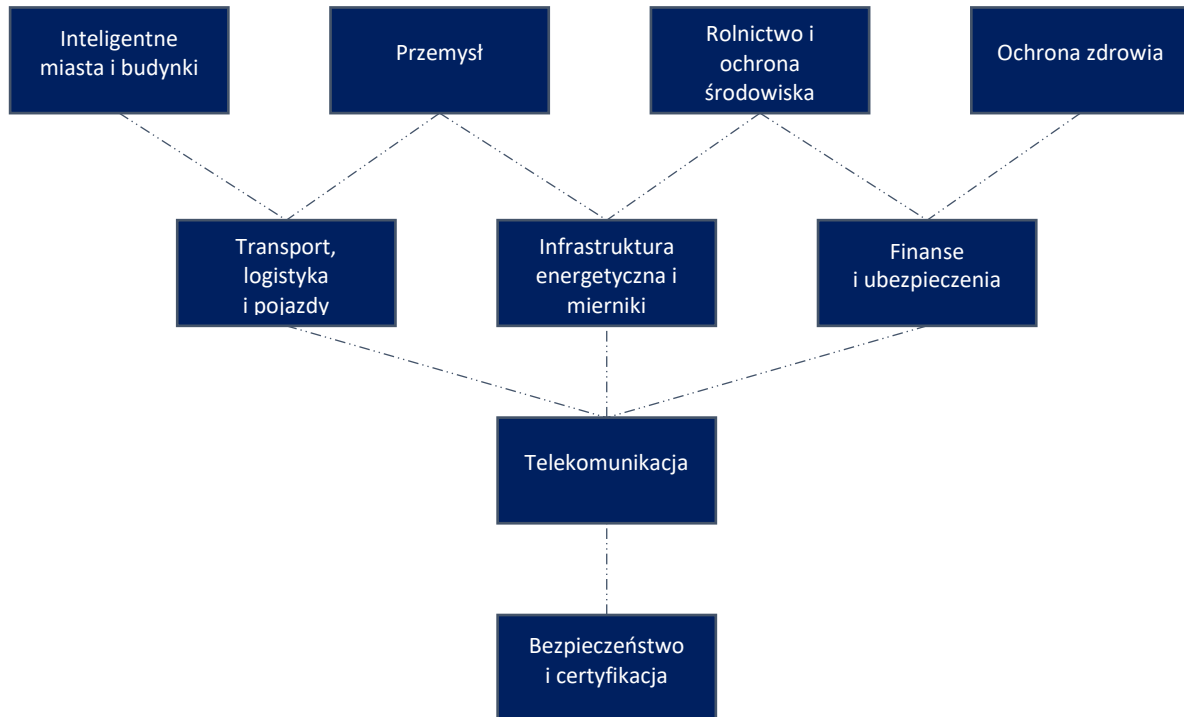 Inteligentne
miasta i budynki
Przemysł
Rolnictwo i
ochrona
środowiska
Ochrona zdrowia
Transport,
logistyka
i pojazdy
Infrastruktura
energetyczna i
mierniki
Finanse
i ubezpieczenia
Telekomunikacja
Bezpieczeństwo
i certyfikacja